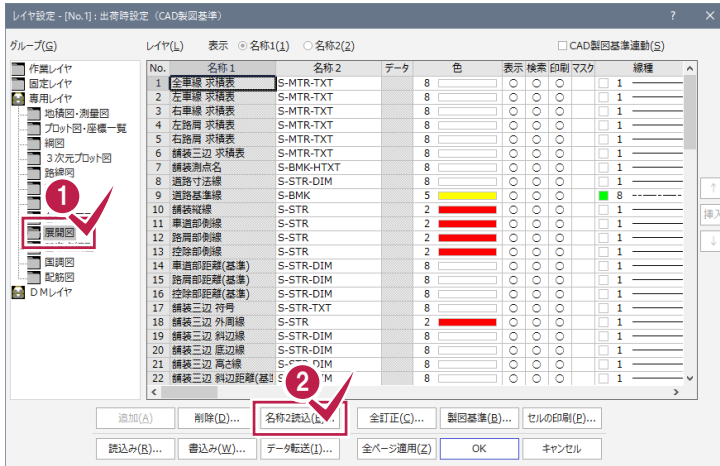 レイヤ設定 - [No.1] : 出荷時設定（CAD製図基準） ? ×
グループ(G) レイヤ(L) 表示 名称1(1) 名称2(2) CAD製図基準連動(S)
作業レイヤ
固定レイヤ
専用レイヤ
地積図・測量図
プロット図・座標一覧
網図
３次元プロット図
路線図
1
展開図
国調図
配筋図
ＤＭレイヤ
No. 名称 1 名称 2 データ 色 表示 検索 印刷 マスク 線種
1 全車線 求積表 S-MTR-TXT 8 ○ ○ ○ 1
2 左車線 求積表 S-MTR-TXT 8 ○ ○ ○ 1
3 右車線 求積表 S-MTR-TXT 8 ○ ○ ○ 1
4 左路肩 求積表 S-MTR-TXT 8 ○ ○ ○ 1
5 右路肩 求積表 S-MTR-TXT 8 ○ ○ ○ 1
6 舗装三辺 求積表 S-MTR-TXT 8 ○ ○ ○ 1
7 舗装測点名 S-BMK-HTXT 8 ○ ○ ○ 1
8 道路寸法線 S-STR-DIM 8 ○ ○ ○ 1
9 道路基準線 S-BMK 5 ○ ○ ○ 8
10 舗装縦線 S-STR 2 ○ ○ ○ 1
11 車道部側線 S-STR 2 ○ ○ ○ 1
12 路肩部側線 S-STR 2 ○ ○ ○ 1
13 控除部側線 S-STR 2 ○ ○ ○ 1
14 車道部距離(基準) S-STR-DIM 8 ○ ○ ○ 1
15 路肩部距離(基準) S-STR-DIM 8 ○ ○ ○ 1
16 控除部距離(基準) S-STR-DIM 8 ○ ○ ○ 1
17 舗装三辺 符号 S-STR-TXT 8 ○ ○ ○ 1
18 舗装三辺 外周線 S-STR 2 ○ ○ ○ 1
19 舗装三辺 斜辺線 S-STR-DIM 8 ○ ○ ○ 1
20 舗装三辺 底辺線 S-STR-DIM 8 ○ ○ ○ 1
21 舗装三辺 高さ線 S-STR-DIM 8 ○ ○ ○ 1
22 舗装三辺 斜辺距離(基 8 ○ ○ ○ 1
2
↑
挿入
↓
追加(A) 削除(D)... 名称2読込(E)... 全訂正(C)... 製図基準(B)... セルの印刷(P)...
読込み(R)... 書込み(W)... データ転送(I)... 全ページ適用(Z) OK キャンセル